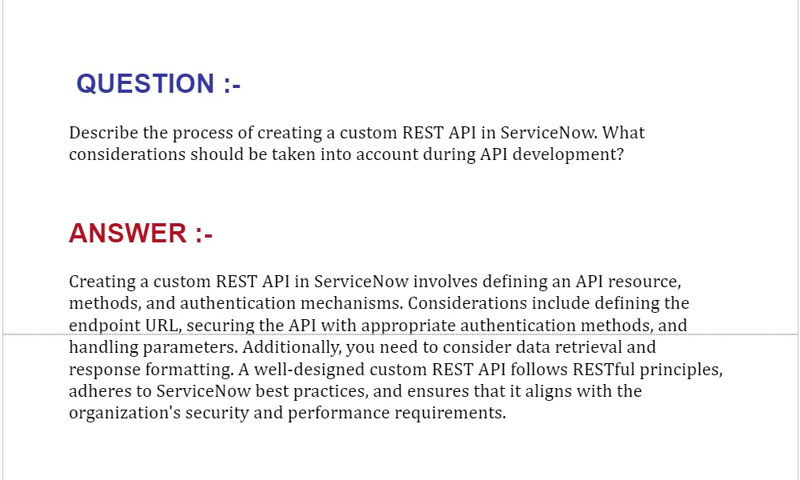 QUESTION :-
Describe the process of creating a custom REST API in ServiceNow. What
considerations should be taken into account during API development?
ANSWER :-
Creating a custom REST API in ServiceNow involves defining an API resource,
methods, and authentication mechanisms. Considerations include defining the
endpoint URL, securing the API with appropriate authentication methods, and
handling parameters. Additionally, you need to consider data retrieval and
response formatting. A well-designed custom REST API follows RESTful principles,
adheres to ServiceNow best practices, and ensures that it aligns with the
organization's security and performance requirements.